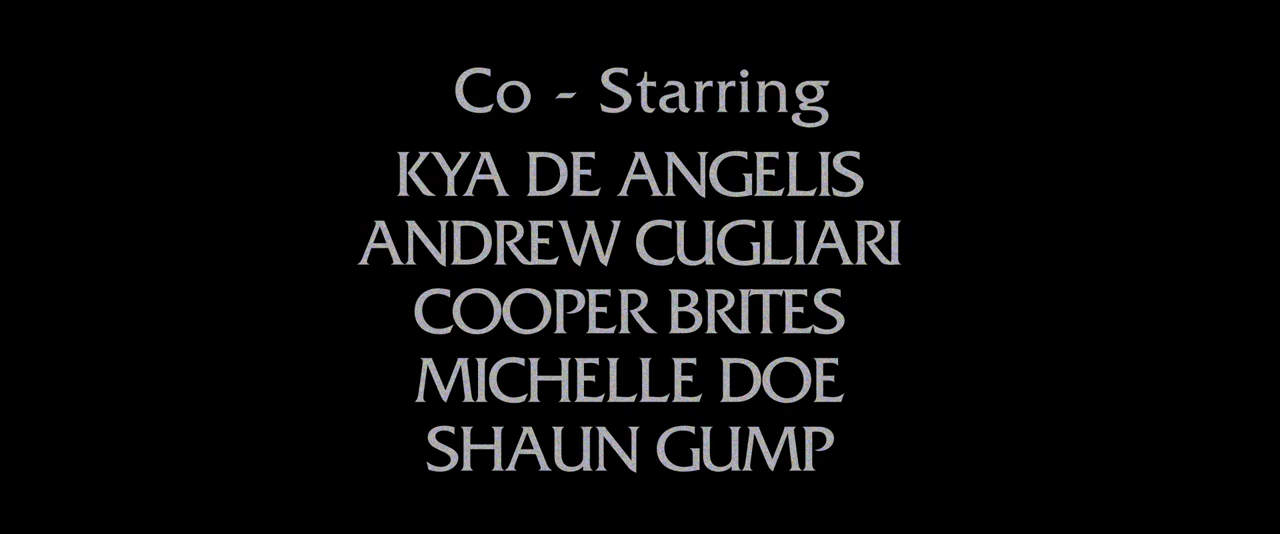 Co - Starring
KYA DE ANGELIS
ANDREW CUGLIARI
COOPER BRITES
MICHELLE DOE
SHAUN GUMP